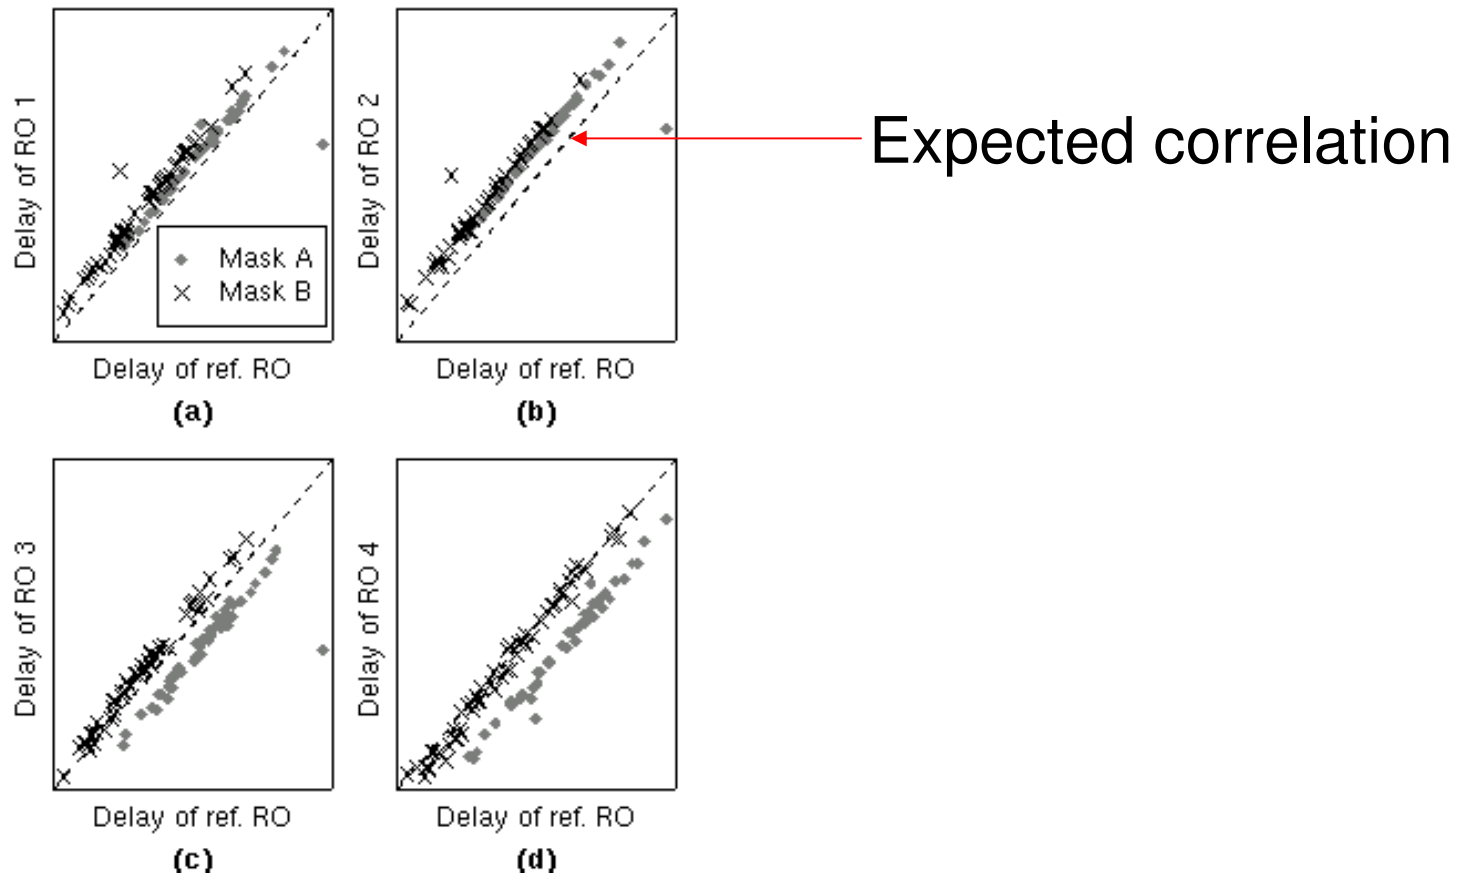 Delay of RO 1
Mask A
Mask B
Delay of ref. RO
(a)
Delay of RO 2
Delay of ref. RO
(b)
Expected correlation
Delay of RO 3
Delay of ref. RO
(c)
Delay of RO 4
Delay of ref. RO
(d)